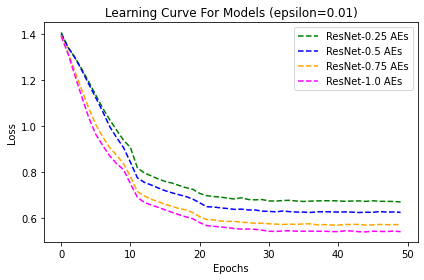 Learning Curve For Models (epsilon=0.01)
ResNet-0.25 AEs
ResNet-0.5 AEs
ResNet-0.75 AEs
ResNet-1.0 AEs
Loss
1.4
1.2
1.0
0.8
0.6
0
10
20
30
40
50
Epochs